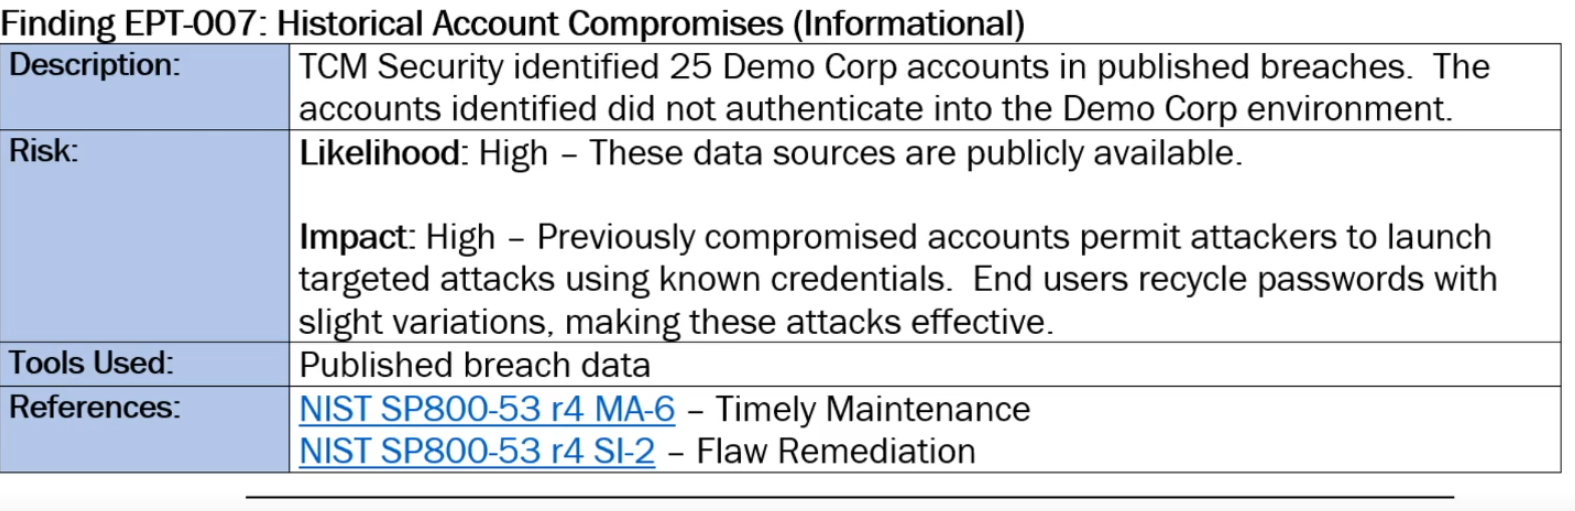 Finding EPT-007: Historical Account Compromises (Informational)
Description:
TCM Security identified 25 Demo Corp accounts in published breaches.  The
accounts identified did not authenticate into the Demo Corp environment.
Risk:
Likelihood: High – These data sources are publicly available.
Impact: High – Previously compromised accounts permit attackers to launch
targeted attacks using known credentials.  End users recycle passwords with
slight variations, making these attacks effective.
Tools Used:
Published breach data
References:
NIST SP800-53 r4 MA-6 – Timely Maintenance
NIST SP800-53 r4 SI-2 – Flaw Remediation